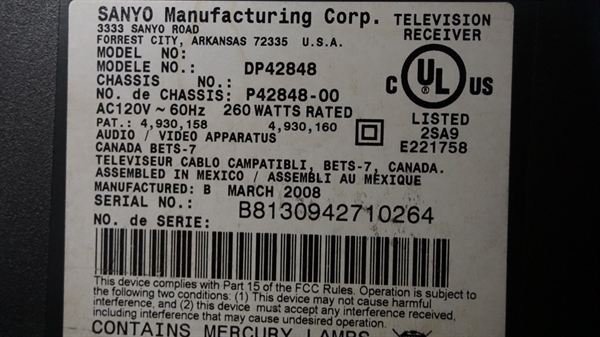 SANYO Manufacturing Corp.
3333 SANYO ROAD
FORREST CITY, ARKANSAS 72335 U.S.A.
TELEVISION
RECEIVER
MODEL NO:
MODELE NO.: DP42848
CHASSIS NO.:
NO. de CHASSIS: P42848-00
AC120V~60Hz 260 WATTS RATED
PAT.: 4,930,158 4,930,160
AUDIO / VIDEO APPARATUS
CANADA BETS-7
C UL US
LISTED
2SA9
E221758
TELEVISEUR CABLO CAMPATIBLI, BETS-7, CANADA.
ASSEMBLED IN MEXICO / ASSEMBLI AU MEXIQUE
MANUFACTURED: B MARCH 2008
SERIAL NO.: B8130942710264
NO. de SERIE:
This device complies with Part 15 of the FCC Rules. Operation is subject to
the following two conditions: (1) This device may not cause harmful
interference, and (2) this device must accept any interference received,
including interference that may cause undesired operation.
CONTAINS MERCURY LAMPS